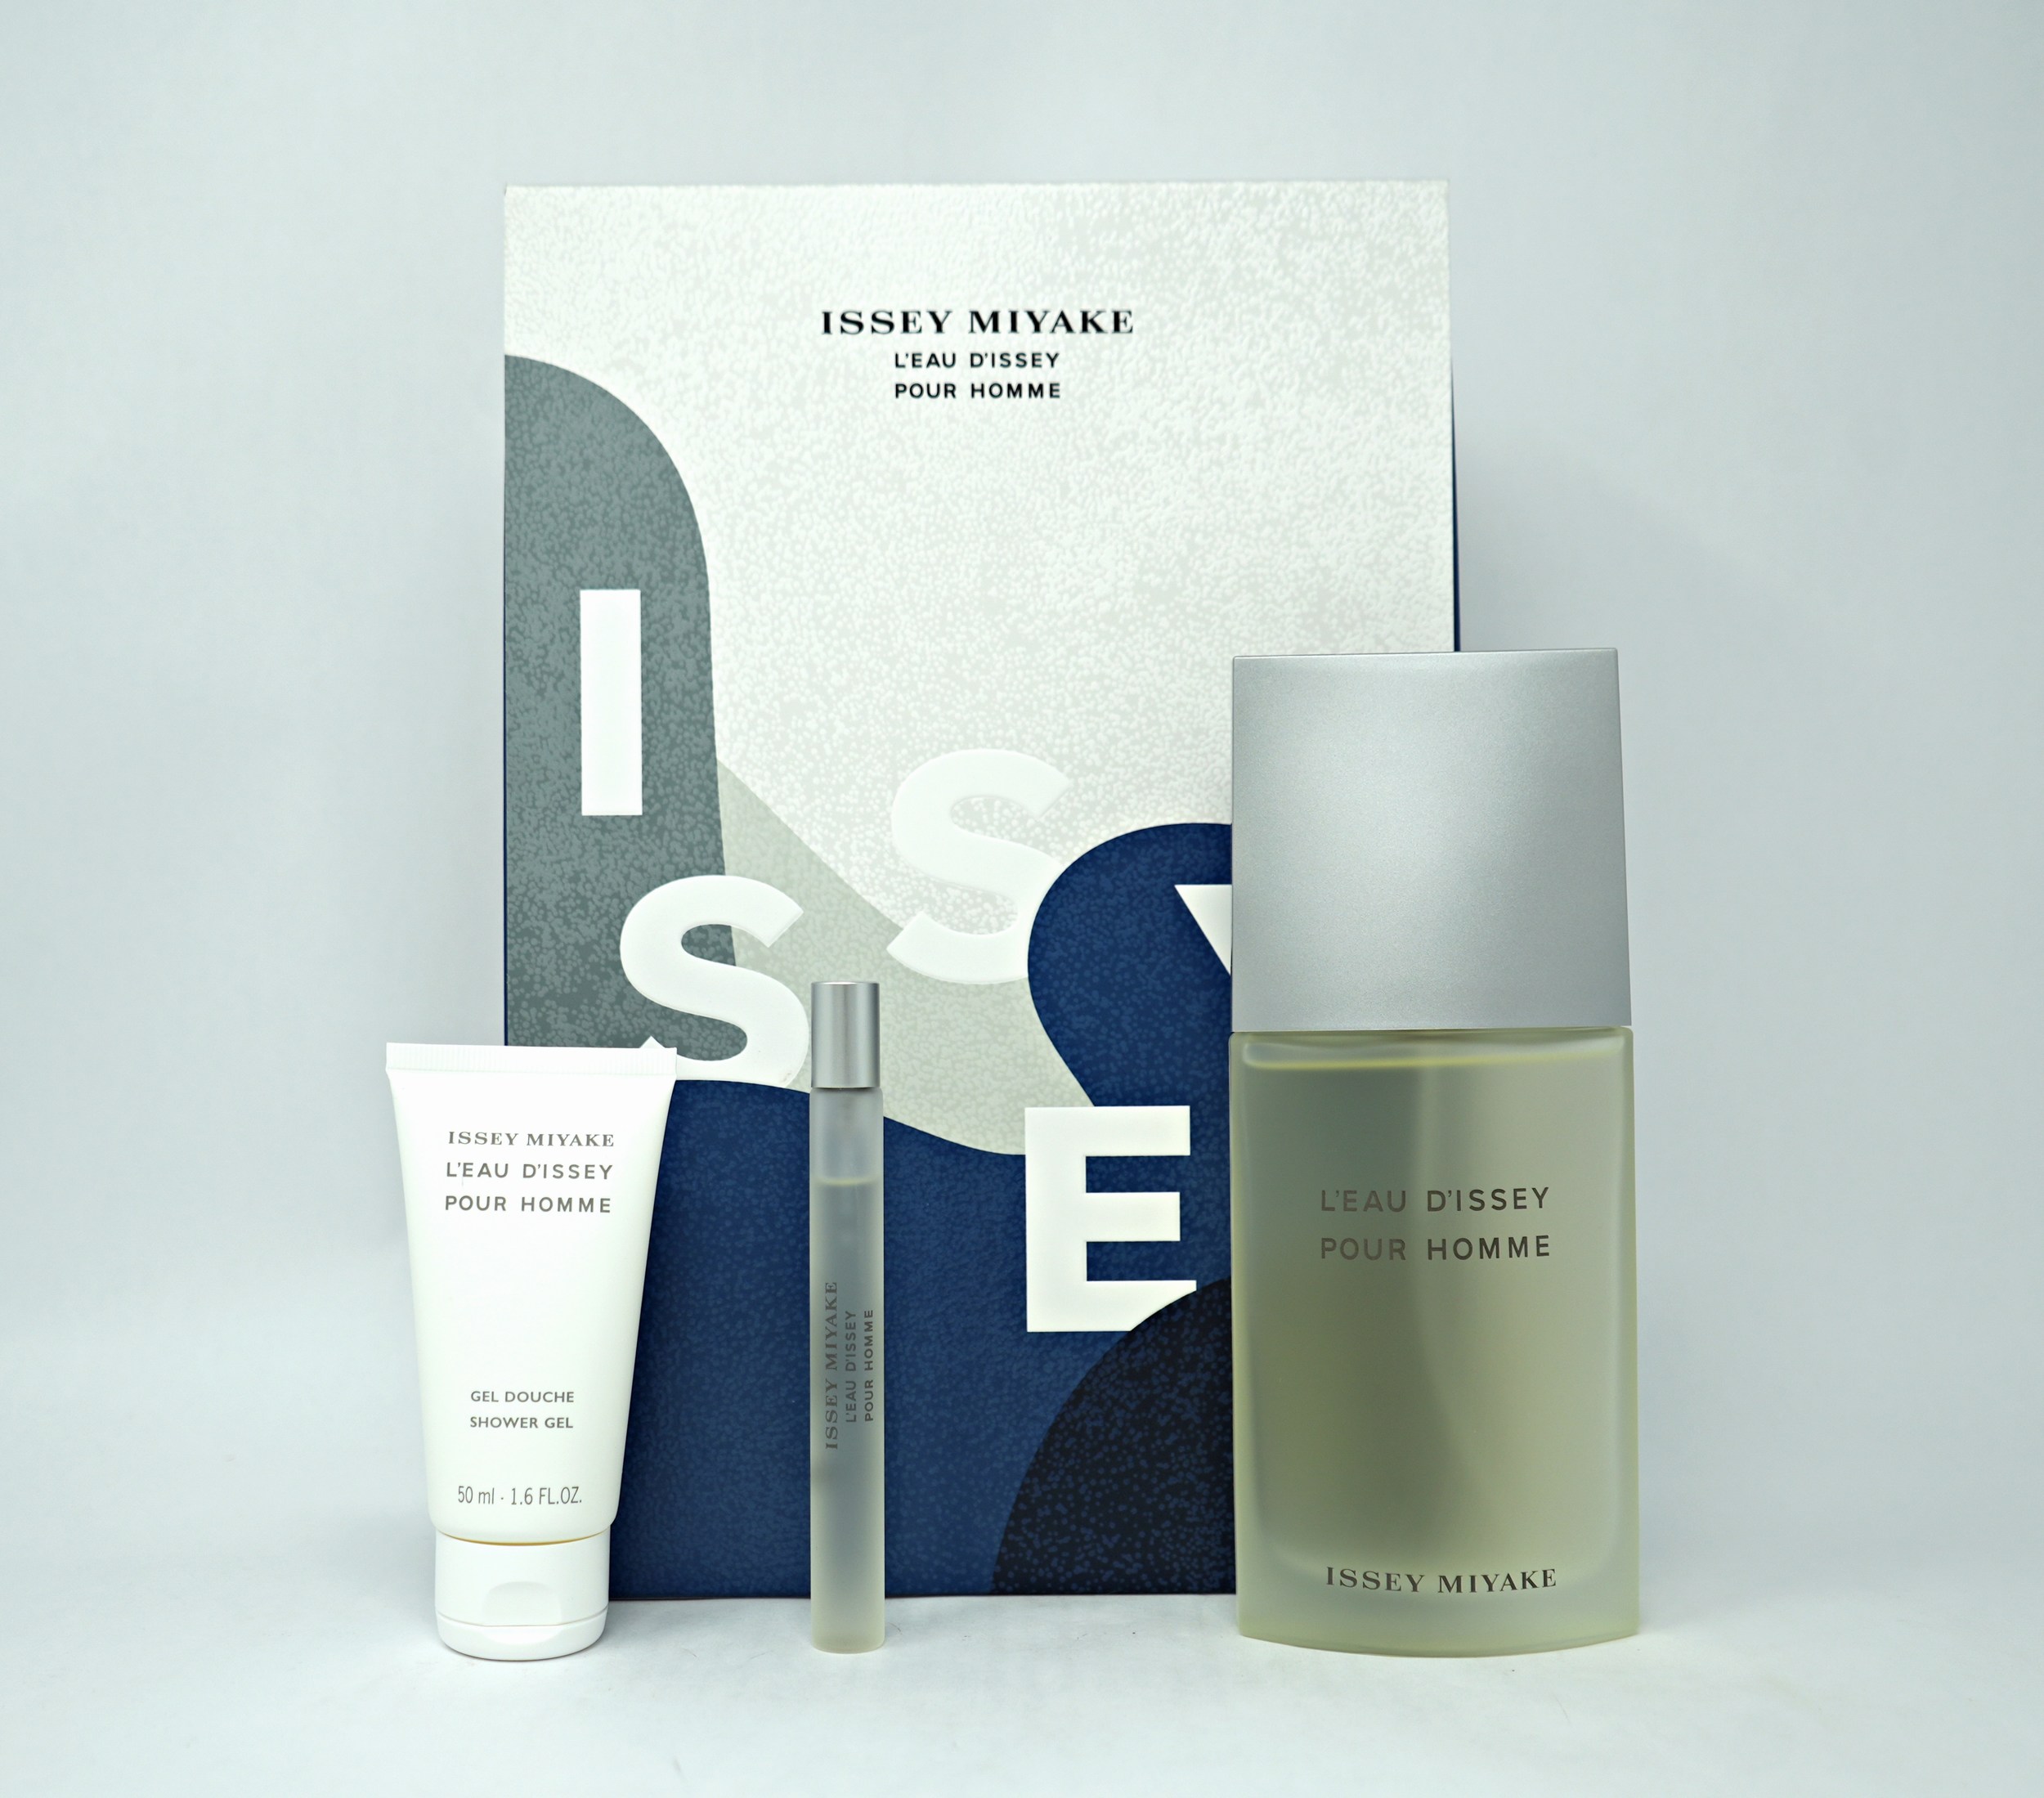 ISSEY MIYAKE
L'EAU D'ISSEY
POUR HOMME
I
S
S
Y
E
ISSEY MIYAKE
L'EAU D'ISSEY
POUR HOMME
GEL DOUCHE
SHOWER GEL
50 ml - 1.6 FL.OZ.
ISSEY MIYAKE
L'EAU D'ISSEY
POUR HOMME
L'EAU D'ISSEY
POUR HOMME
ISSEY MIYAKE